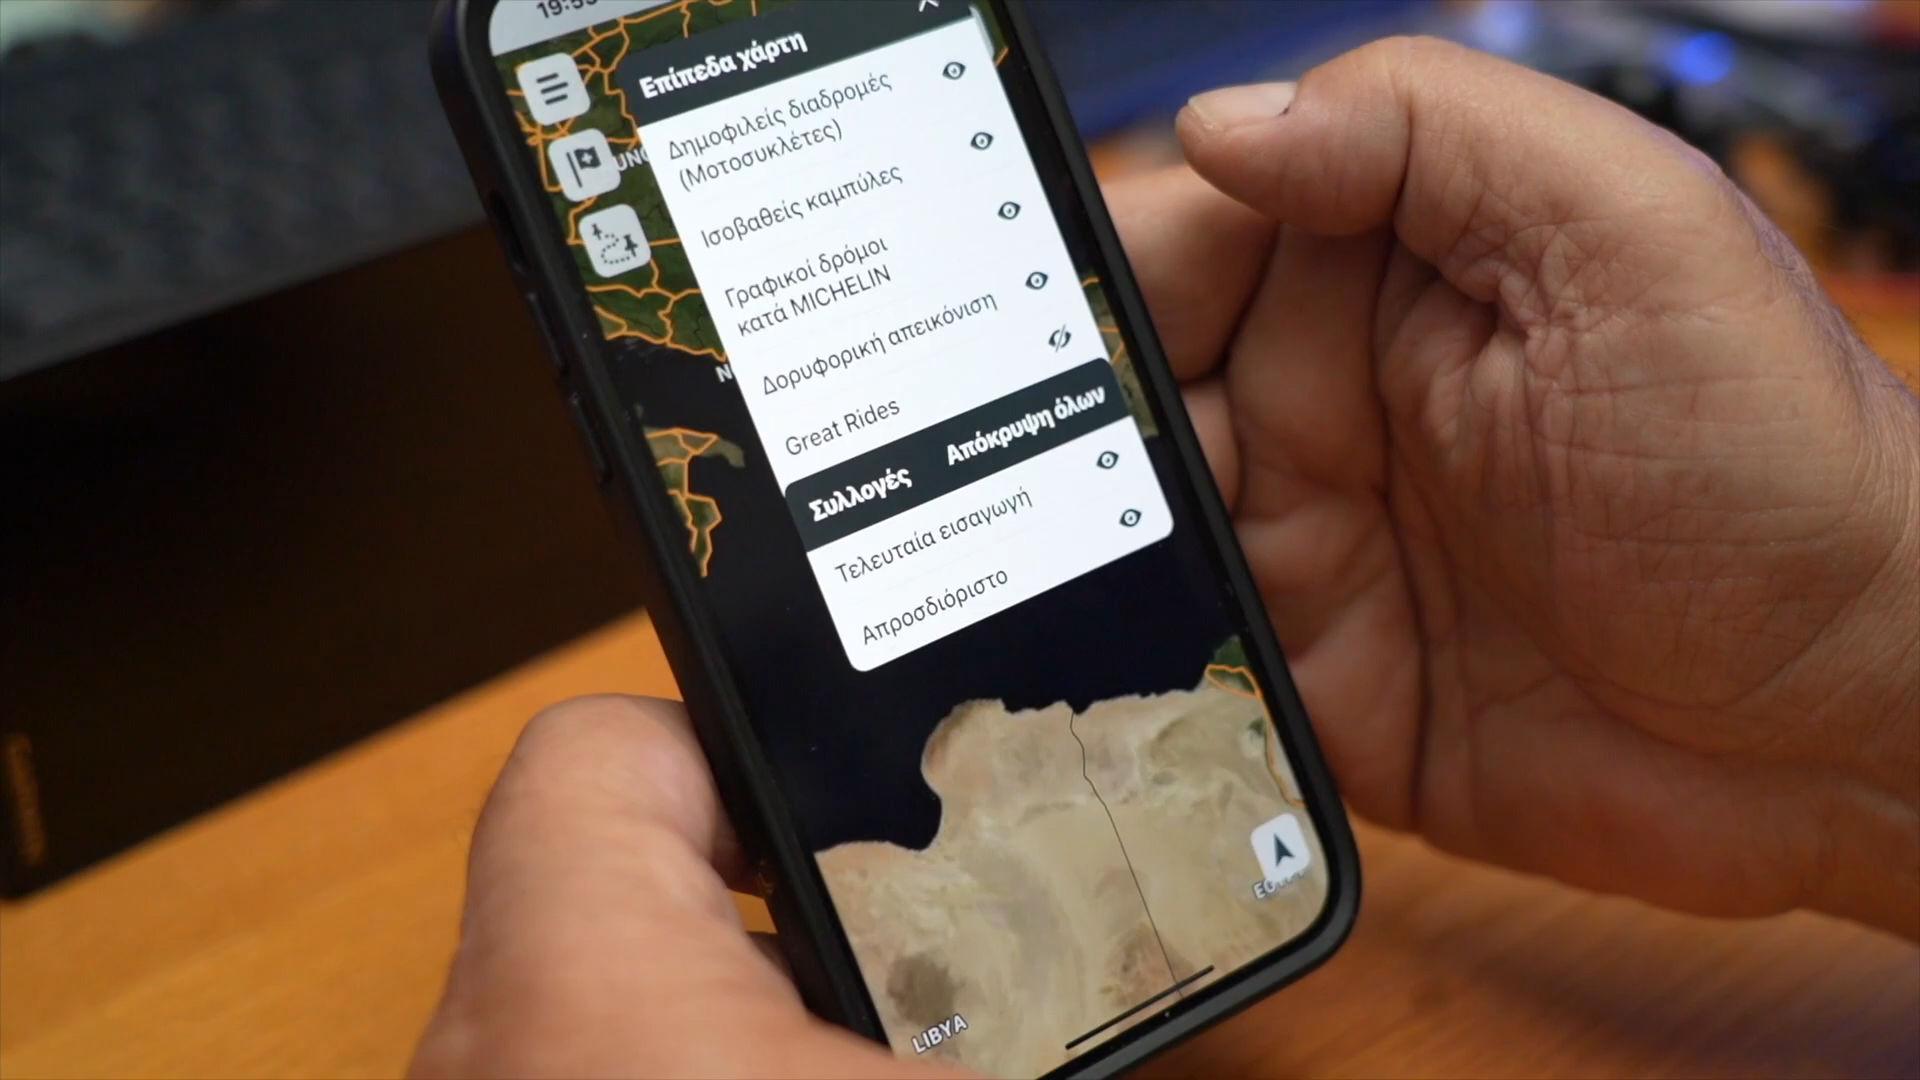 Επίπεδα χάρτη
Δημοφιλείς διαδρομές
(Μοτοσυκλέτες)
Ισοβαθείς καμπύλες
Γραφικοί δρόμοι
κατά MICHELIN
Δορυφορική απεικόνιση
Great Rides
Συλλογές Απόκρυψη όλων
Τελευταία εισαγωγή
Απροσδιόριστο
LIBYA